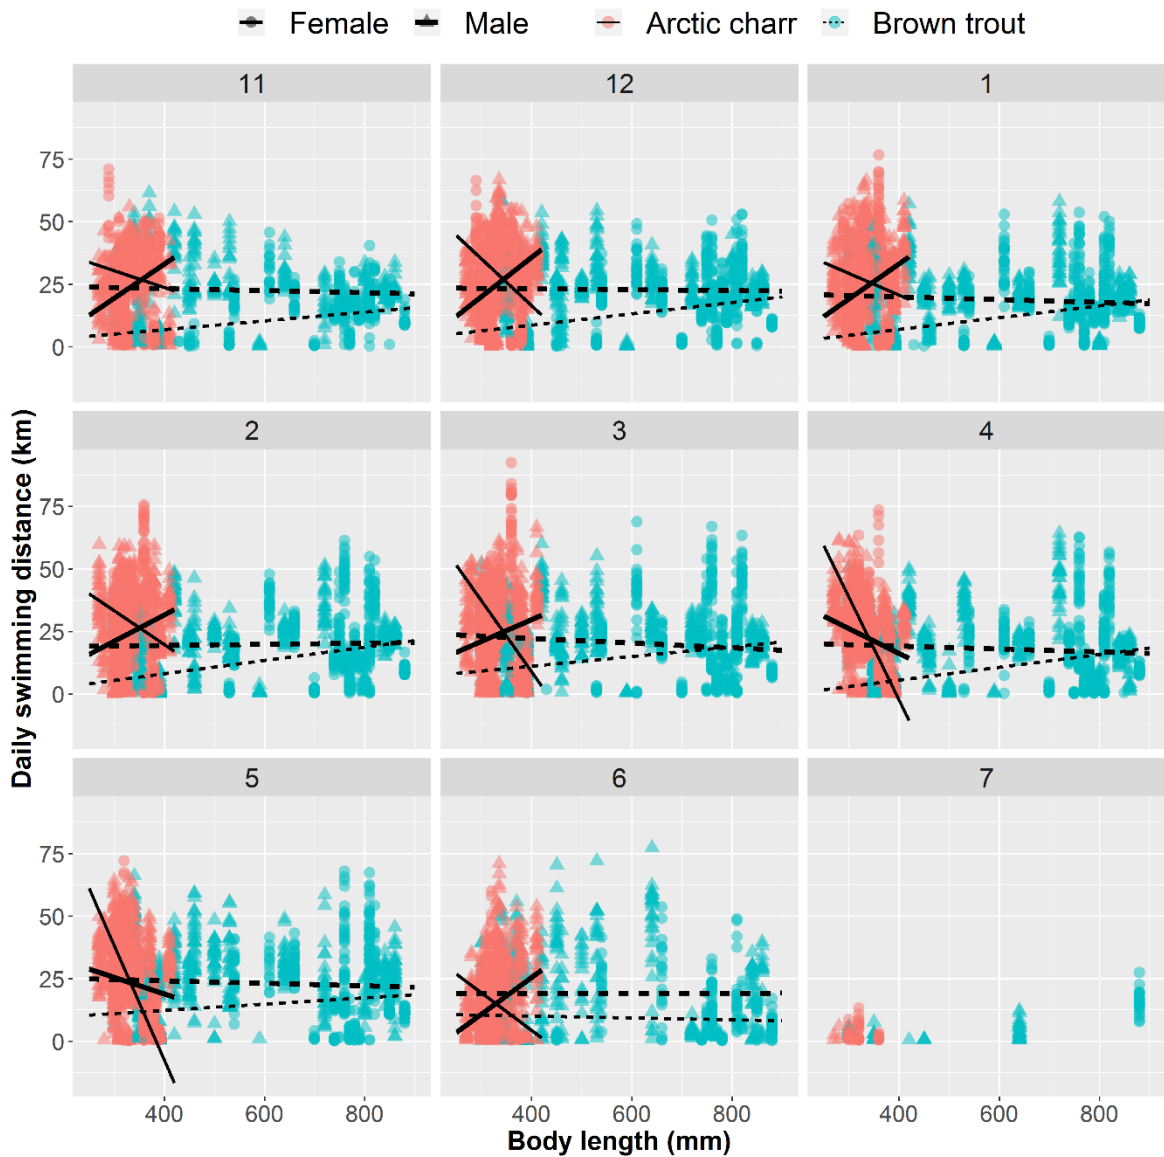 Female Male Arctic charr Brown trout
11 12 1
75
50
25
0
2 3 4
75
50
25
0
Daily swimming distance (km)
5 6 7
75
50
25
0
400 600 800 400 600 800 400 600 800
Body length (mm)